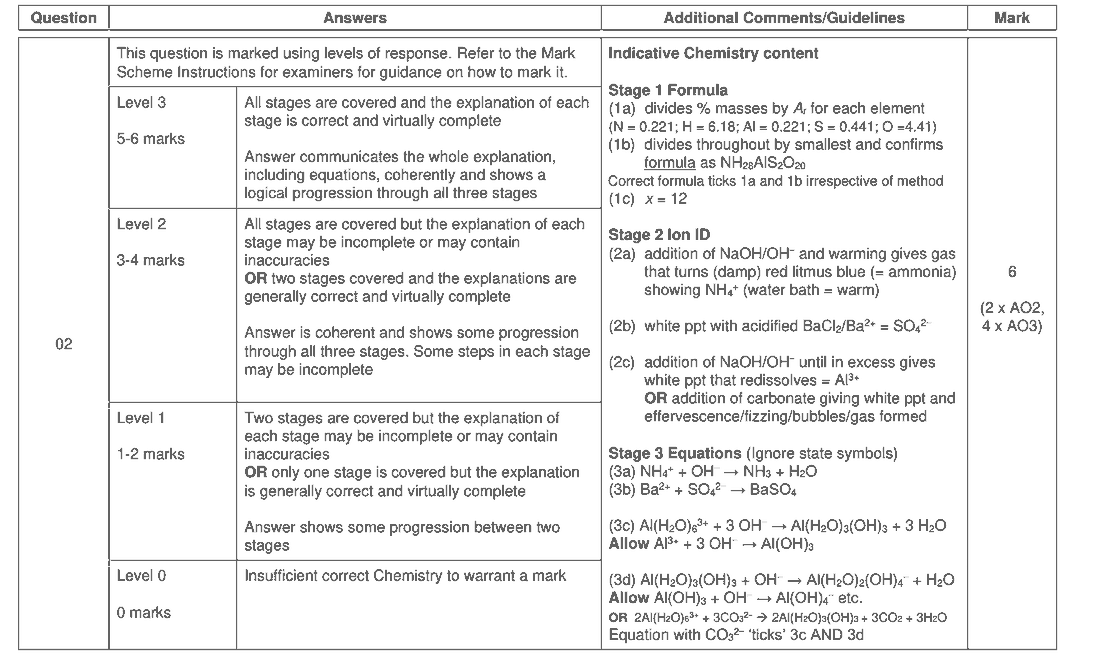 Question Answers Additional Comments/Guidelines Mark
02
This question is marked using levels of response. Refer to the Mark
Scheme Instructions for examiners for guidance on how to mark it.
Level 3
5-6 marks
All stages are covered and the explanation of each
stage is correct and virtually complete
Answer communicates the whole explanation,
including equations, coherently and shows a
logical progression through all three stages
Level 2
3-4 marks
All stages are covered but the explanation of each
stage may be incomplete or may contain
inaccuracies
OR two stages covered and the explanations are
generally correct and virtually complete
Answer is coherent and shows some progression
through all three stages. Some steps in each stage
may be incomplete
Level 1
1-2 marks
Two stages are covered but the explanation of
each stage may be incomplete or may contain
inaccuracies
OR only one stage is covered but the explanation
is generally correct and virtually complete
Answer shows some progression between two
stages
Level 0
0 marks
Insufficient correct Chemistry to warrant a mark
Indicative Chemistry content
Stage 1 Formula
(1a) divides % masses by Aᵣ for each element
(N = 0.221; H = 6.18; Al = 0.221; S = 0.441; O =4.41)
(1b) divides throughout by smallest and confirms
formula as NH₂₈AlS₂O₂₀
Correct formula ticks 1a and 1b irrespective of method
(1c) x = 12
Stage 2 Ion ID
(2a) addition of NaOH/OH⁻ and warming gives gas
that turns (damp) red litmus blue (= ammonia)
showing NH₄⁺ (water bath = warm)
(2b) white ppt with acidified BaCl₂/Ba²⁺ = SO₄²⁻
(2c) addition of NaOH/OH⁻ until in excess gives
white ppt that redissolves = Al³⁺
OR addition of carbonate giving white ppt and
effervescence/fizzing/bubbles/gas formed
Stage 3 Equations (Ignore state symbols)
(3a) NH₄⁺ + OH⁻ → NH₃ + H₂O
(3b) Ba²⁺ + SO₄²⁻ → BaSO₄
(3c) Al(H₂O)₆³⁺ + 3 OH⁻ → Al(H₂O)₃(OH)₃ + 3 H₂O
Allow Al³⁺ + 3 OH⁻ → Al(OH)₃
(3d) Al(H₂O)₃(OH)₃ + OH⁻ → Al(H₂O)₂(OH)₄⁻ + H₂O
Allow Al(OH)₃ + OH⁻ → Al(OH)₄⁻ etc.
OR 2Al(H₂O)₆³⁺ + 3CO₃²⁻ → 2Al(H₂O)₃(OH)₃ + 3CO₂ + 3H₂O
Equation with CO₃²⁻ ‘ticks’ 3c AND 3d
6
(2 x AO2,
4 x AO3)